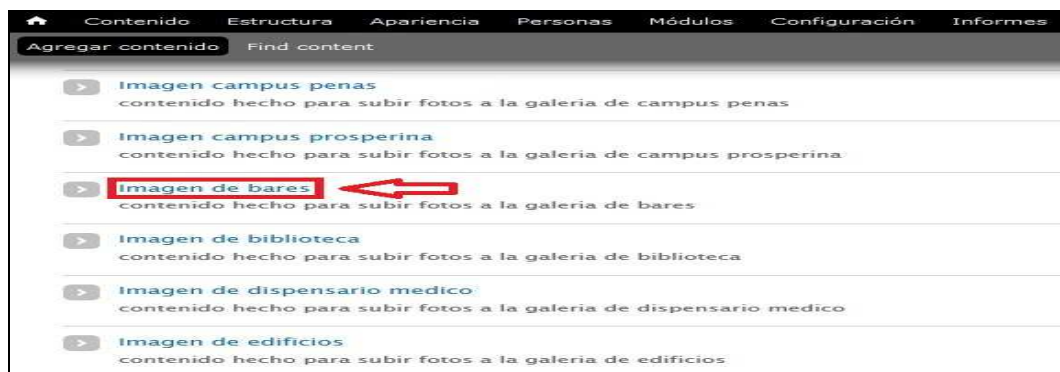 Contenido Estructura Apariencia Personas Módulos Configuración Informes
Agregar contenido Find content
Imagen campus penas
contenido hecho para subir fotos a la galeria de campus penas
Imagen campus prosperina
contenido hecho para subir fotos a la galeria de campus prosperina
Imagen de bares
contenido hecho para subir fotos a la galeria de bares
Imagen de biblioteca
contenido hecho para subir fotos a la galeria de biblioteca
Imagen de dispensario medico
contenido hecho para subir fotos a la galeria de dispensario medico
Imagen de edificios
contenido hecho para subir fotos a la galeria de edificios